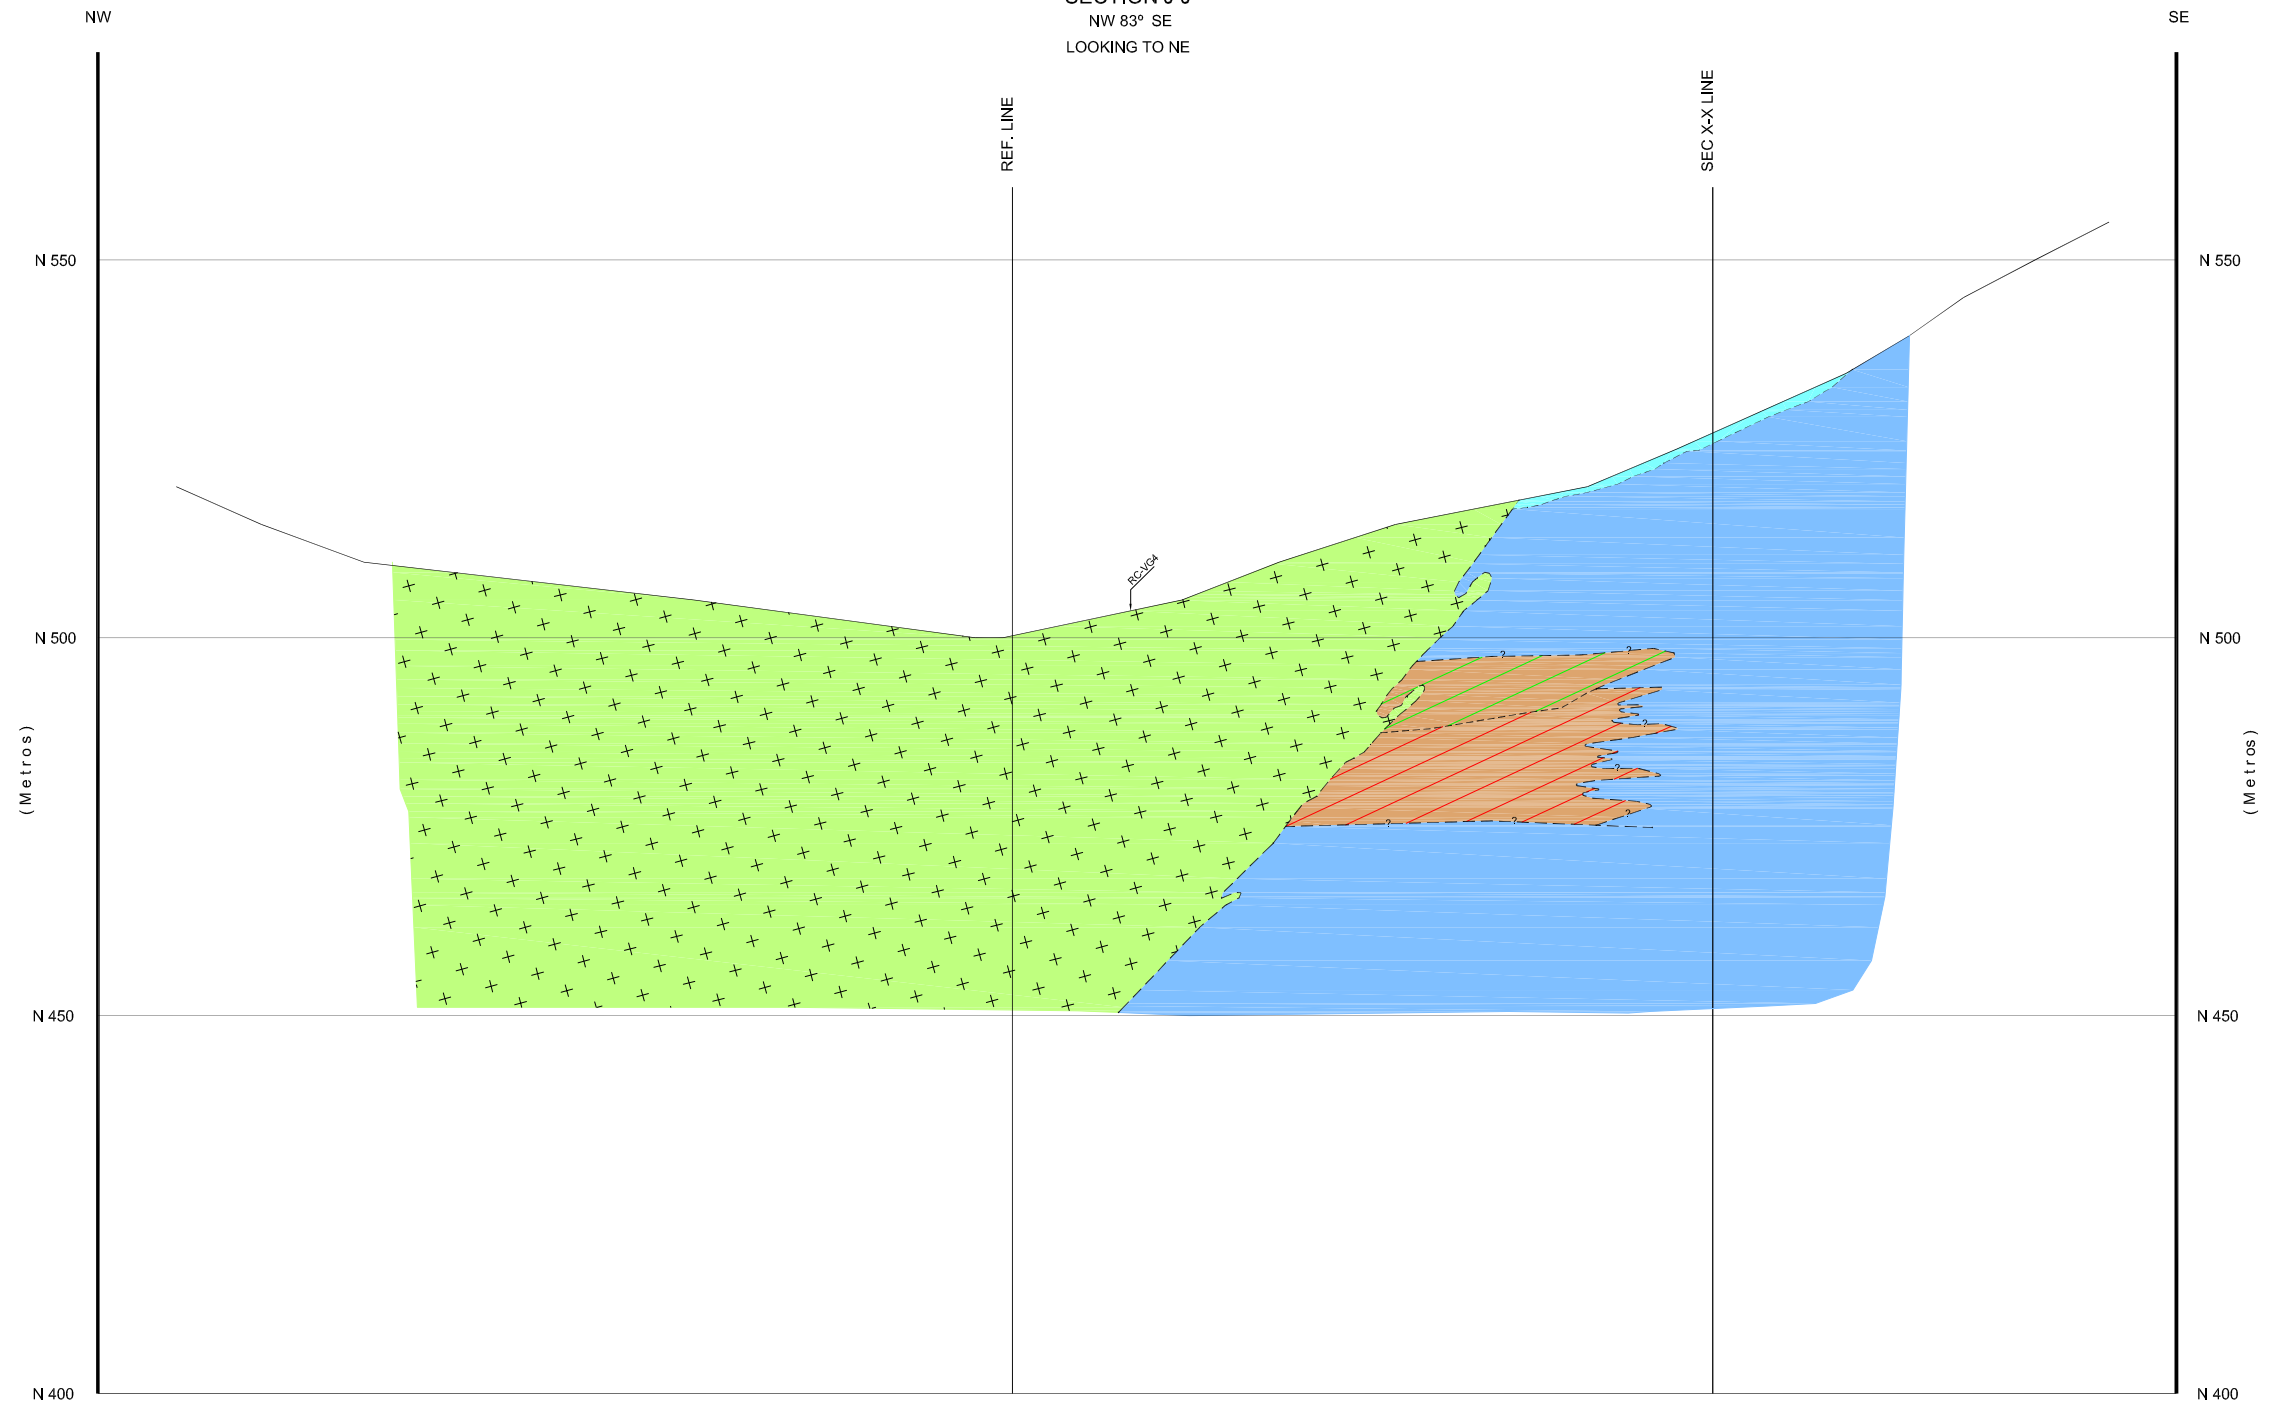 NW
NW 83º SE
LOOKING TO NE
SE
REF. LINE
SEC X-X LINE
N 550
N 550
RC-VG4
N 500
N 500
?
?
?
?
?
?
?
(Metros)
(Metros)
N 450
N 450
N 400
N 400